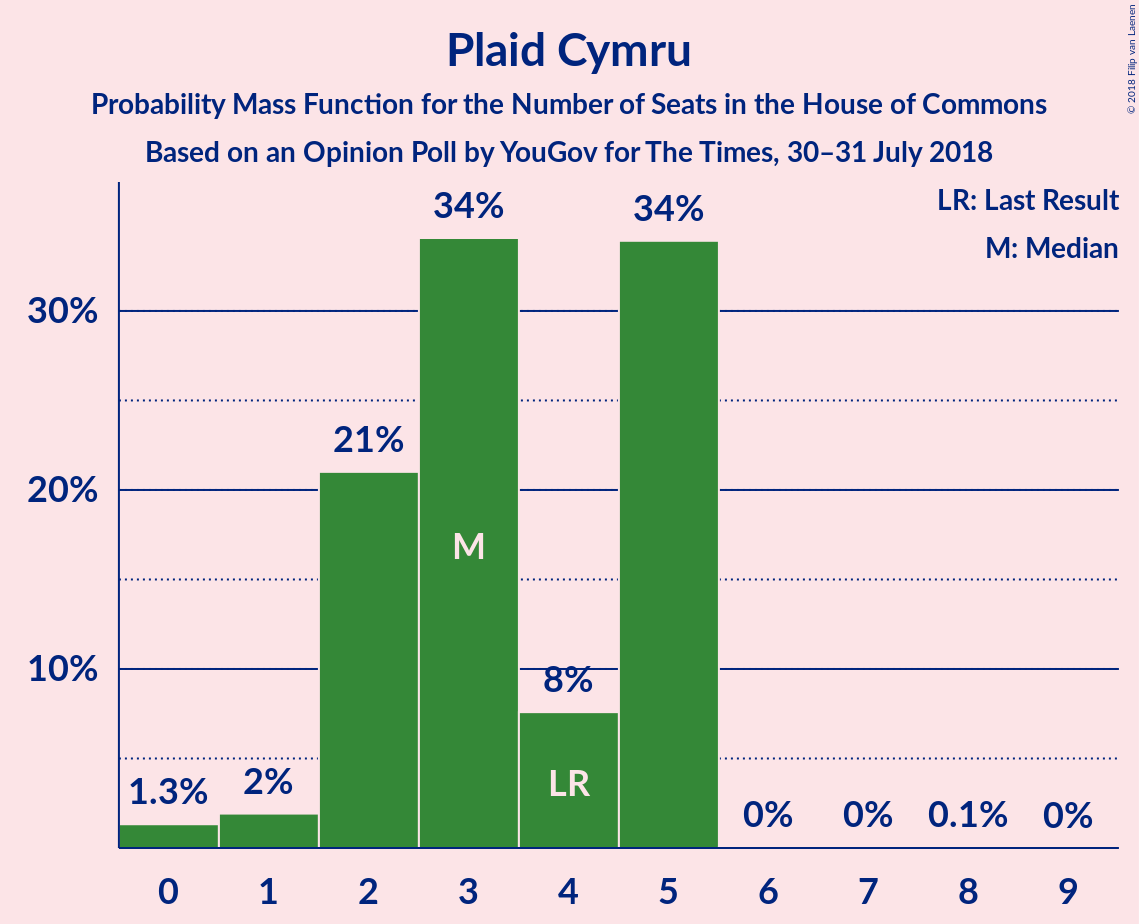 Plaid Cymru
Probability Mass Function for the Number of Seats in the House of Commons
Based on an Opinion Poll by YouGov for The Times, 30–31 July 2018
© 2018 Filip van Laenen
LR: Last Result
M: Median
34% 34%
30%
21%
20%
M
10%
8%
LR
1.3% 2% 0% 0% 0.1% 0%
0 1 2 3 4 5 6 7 8 9